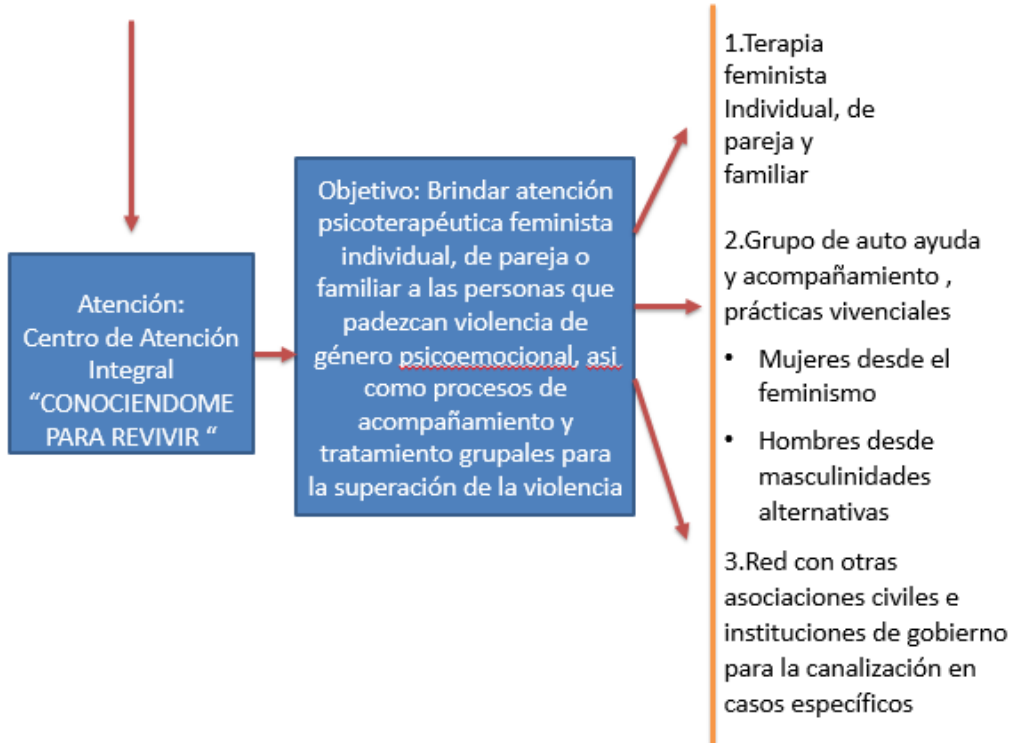 Atención:
Centro de Atención
Integral
“CONOCIENDOME
PARA REVIVIR “
Objetivo: Brindar atención
psicoterapéutica feminista
individual, de pareja o
familiar a las personas que
padezcan violencia de
género psicoemocional, asi
como procesos de
acompañamiento y
tratamiento grupales para
la superación de la violencia
1.Terapia
feminista
Individual, de
pareja y
familiar
2.Grupo de auto ayuda
y acompañamiento ,
prácticas vivenciales
• Mujeres desde el
feminismo
• Hombres desde
masculinidades
alternativas
3.Red con otras
asociaciones civiles e
instituciones de gobierno
para la canalización en
casos específicos